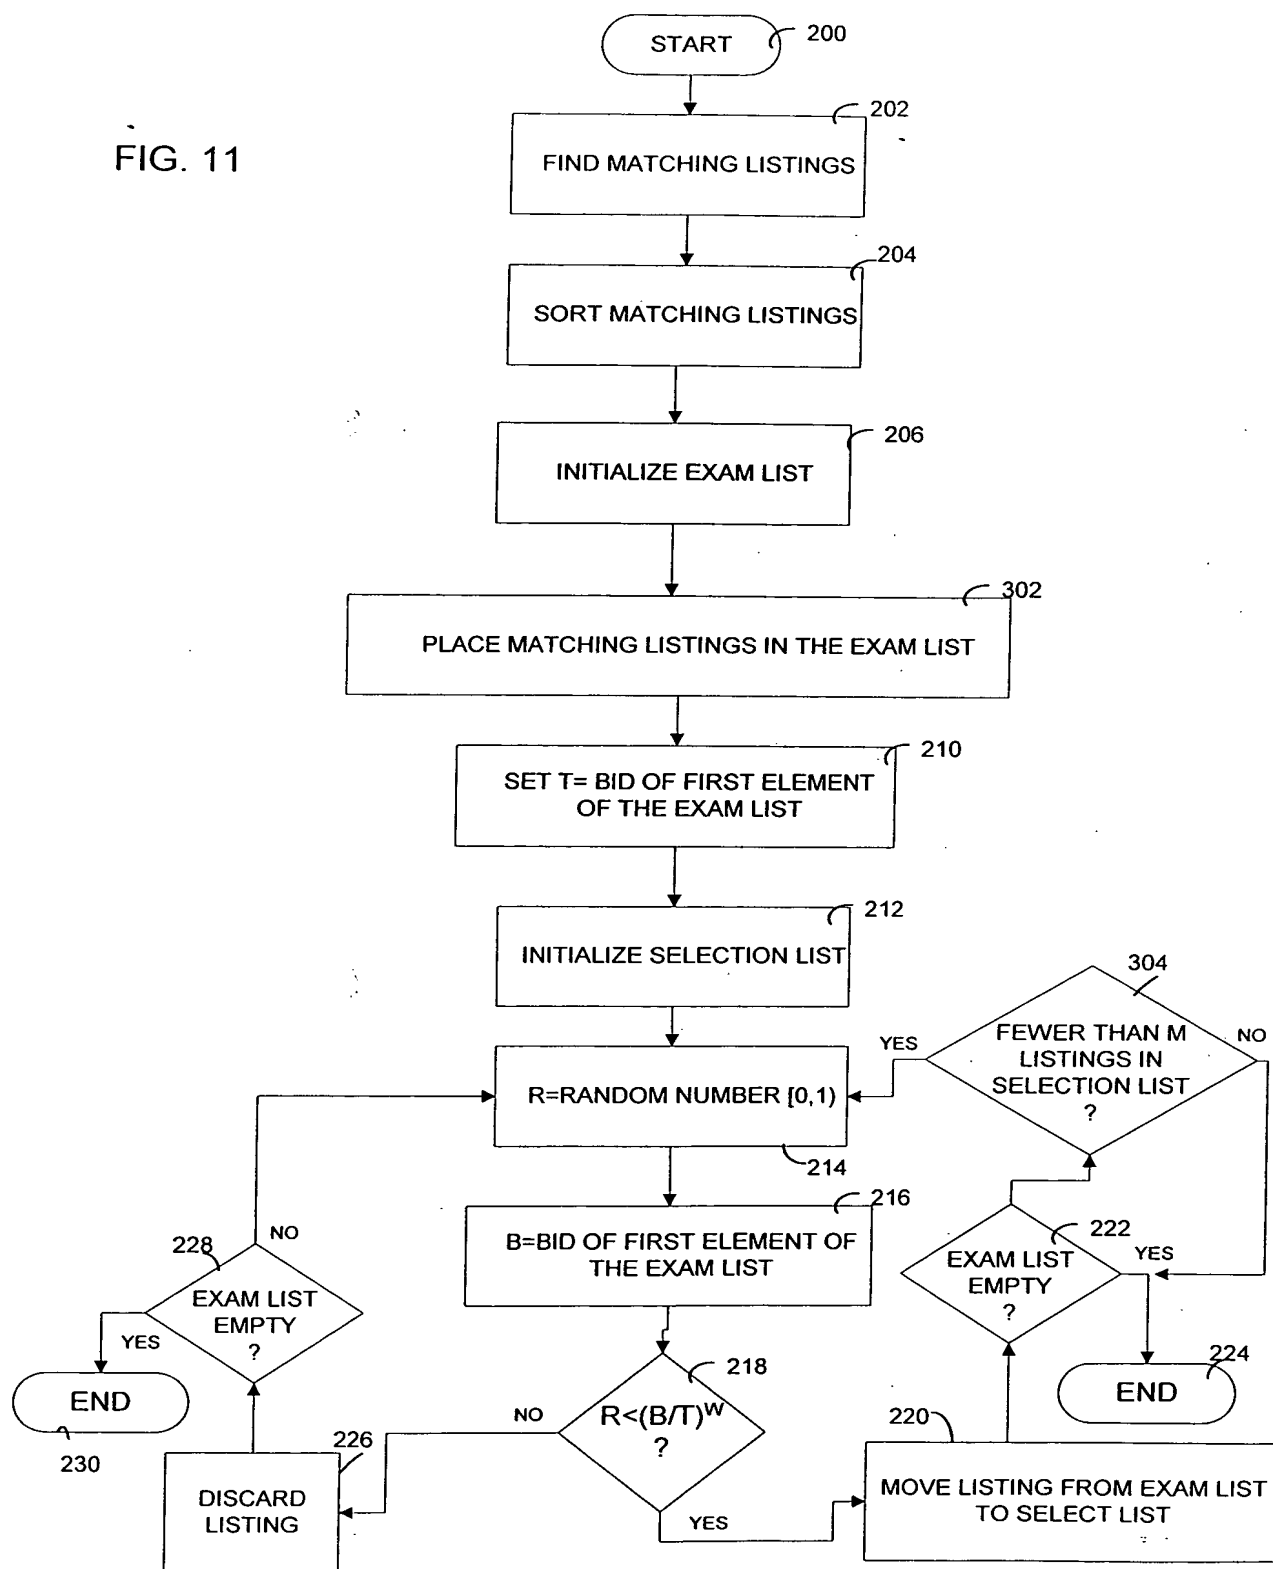 START
200
202
FIG. 11
FIND MATCHING LISTINGS
204
SORT MATCHING LISTINGS
206
INITIALIZE EXAM LIST
302
PLACE MATCHING LISTINGS IN THE EXAM LIST
210
SET T= BID OF FIRST ELEMENT
OF THE EXAM LIST
212
INITIALIZE SELECTION LIST
304
FEWER THAN M
LISTINGS IN
SELECTION LIST
?
YES
NO
R=RANDOM NUMBER [0,1)
214
216
B=BID OF FIRST ELEMENT OF
THE EXAM LIST
222
EXAM LIST
EMPTY
?
YES
228
NO
EXAM LIST
EMPTY
?
YES
END
230
218
R<(B/T)^W
?
NO
YES
224
END
226
DISCARD
LISTING
220
MOVE LISTING FROM EXAM LIST
TO SELECT LIST